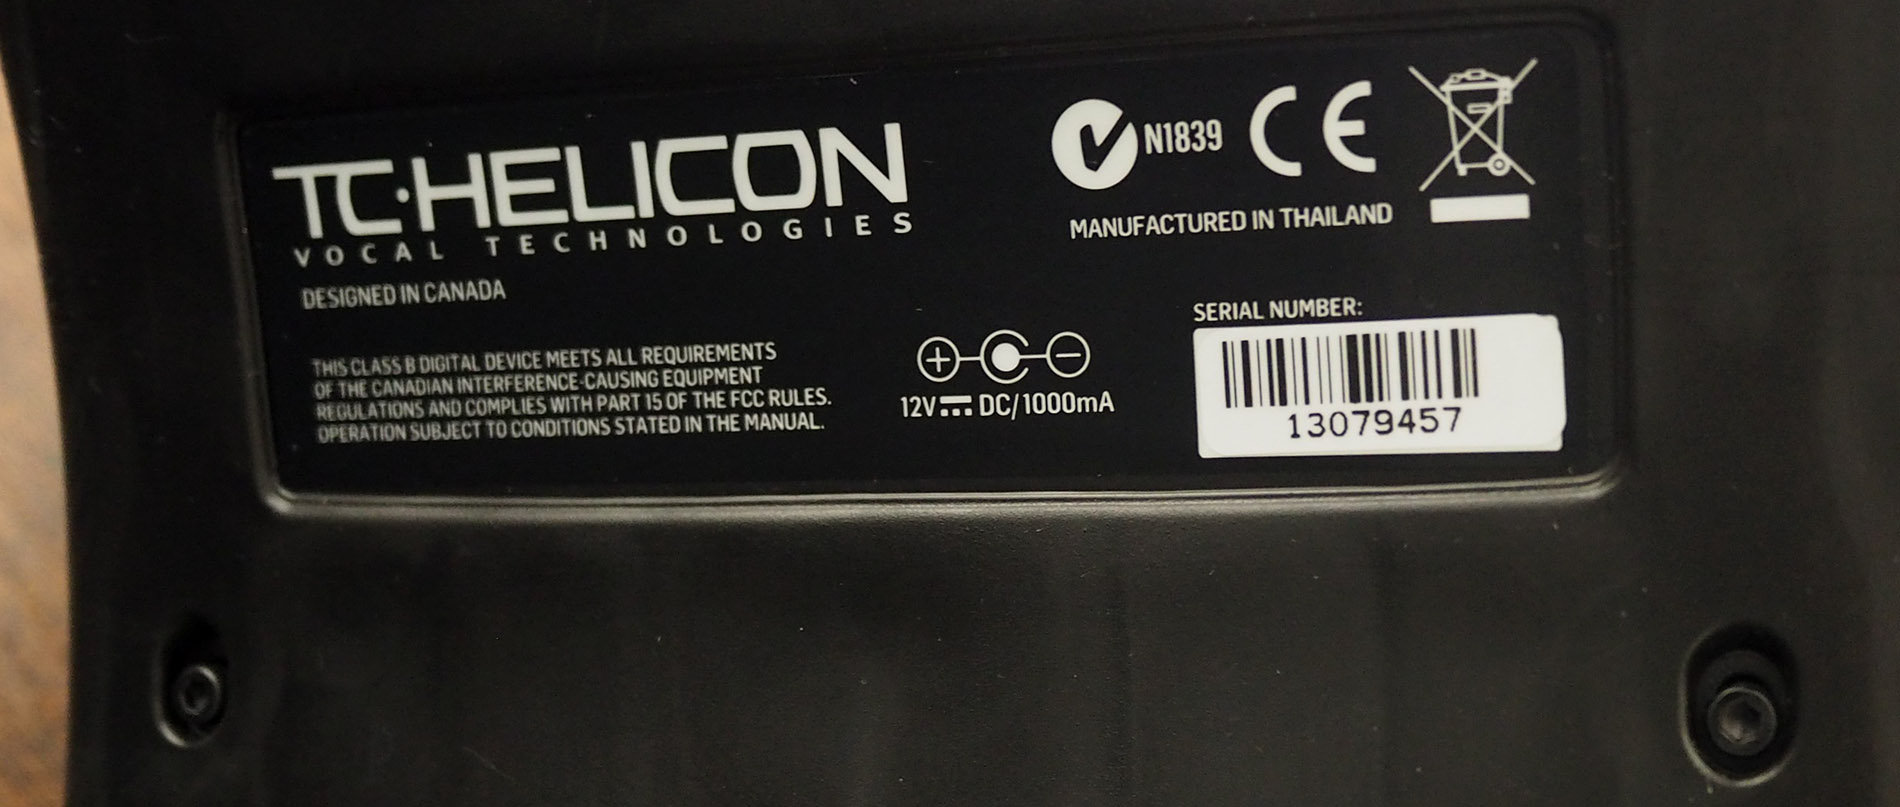 TC·HELICON
VOCAL TECHNOLOGIES
DESIGNED IN CANADA
THIS CLASS B DIGITAL DEVICE MEETS ALL REQUIREMENTS
OF THE CANADIAN INTERFERENCE-CAUSING EQUIPMENT
REGULATIONS AND COMPLIES WITH PART 15 OF THE FCC RULES.
OPERATION SUBJECT TO CONDITIONS STATED IN THE MANUAL.
N1839 CE
MANUFACTURED IN THAILAND
12V⎓ DC/1000mA
SERIAL NUMBER:
13079457